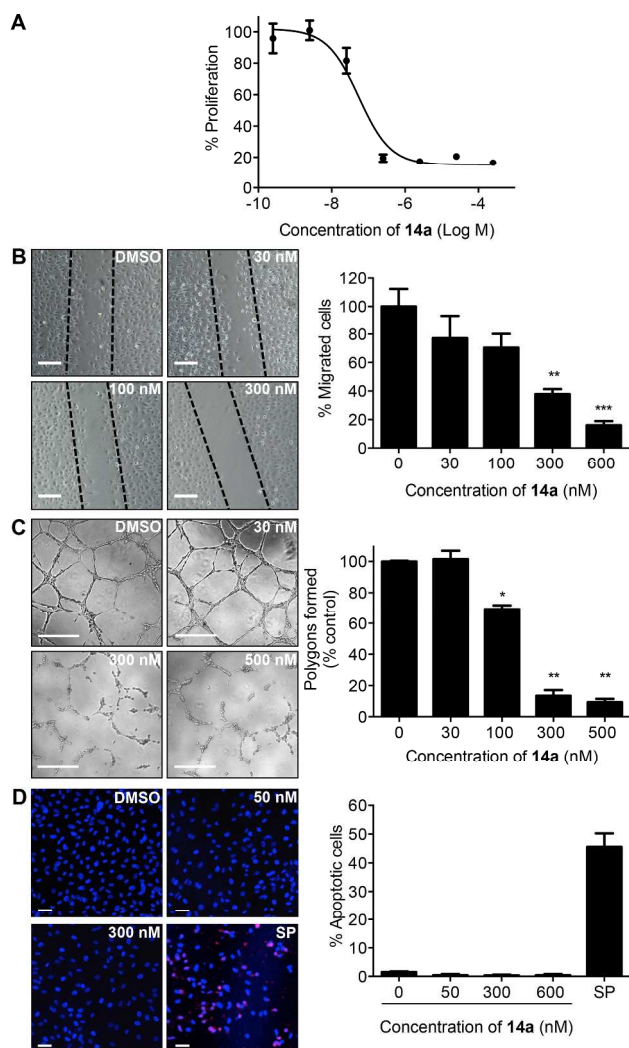 A
% Proliferation
120
100
80
60
40
20
0
-10 -8 -6 -4
Concentration of 14a (Log M)
B
DMSO
30 nM
100 nM
300 nM
% Migrated cells
120
100
80
60
40
20
0
**
***
0 30 100 300 600
Concentration of 14a (nM)
C
DMSO
30 nM
300 nM
500 nM
Polygons formed
(% control)
100
80
60
40
20
0
*
** **
0 30 100 300 500
Concentration of 14a (nM)
D
DMSO
50 nM
300 nM
SP
% Apoptotic cells
60
50
40
30
20
10
0
0 50 300 600 SP
Concentration of 14a (nM)